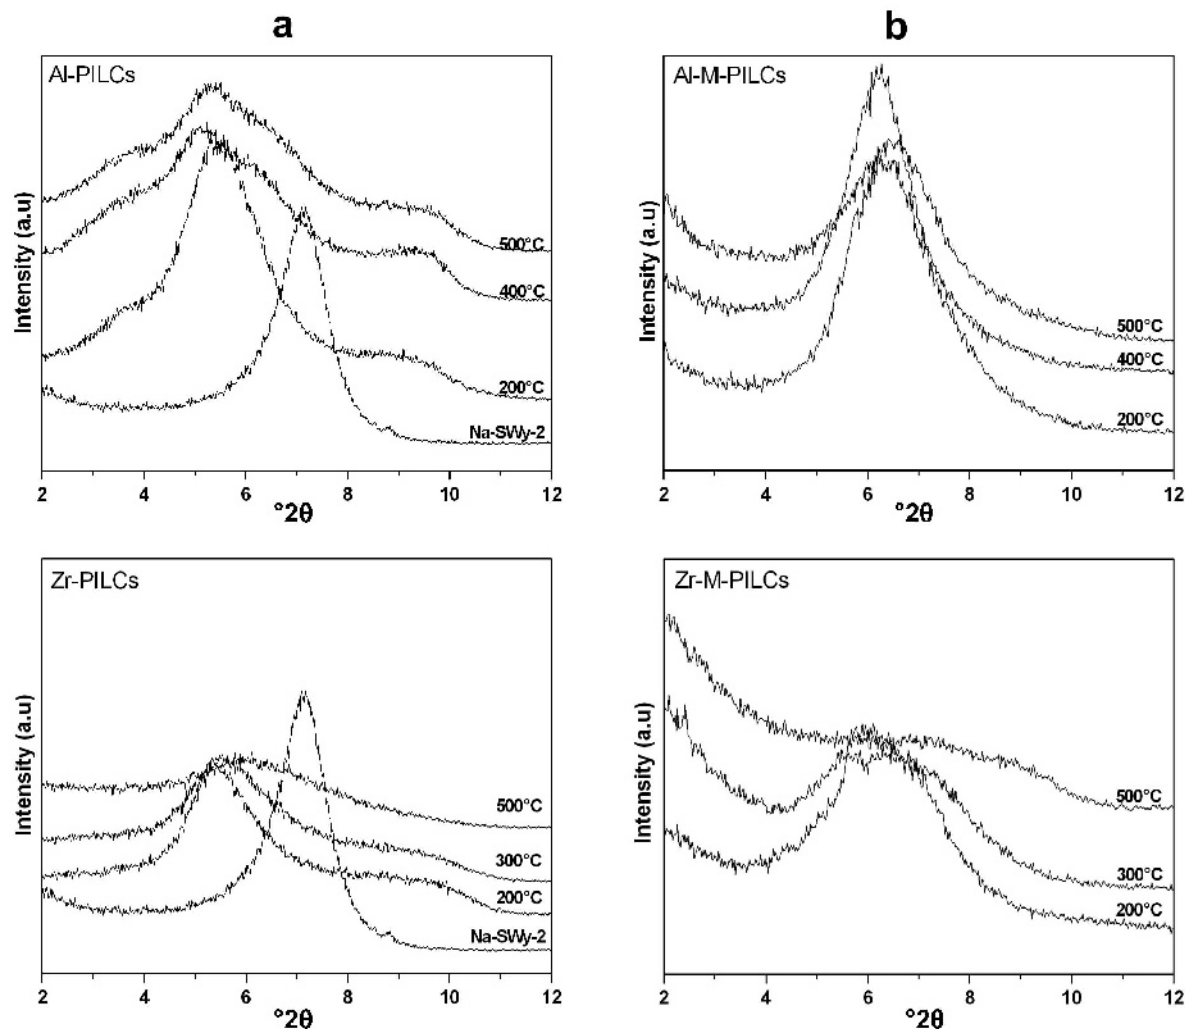 a
b
Al-PILCs
Intensity (a.u)
500°C
400°C
200°C
Na-SWy-2
2 4 6 8 10 12
°2θ
Al-M-PILCs
Intensity (a.u)
500°C
400°C
200°C
2 4 6 8 10 12
°2θ
Zr-PILCs
Intensity (a.u)
500°C
300°C
200°C
Na-SWy-2
2 4 6 8 10 12
°2θ
Zr-M-PILCs
Intensity (a.u)
500°C
300°C
200°C
2 4 6 8 10 12
°2θ